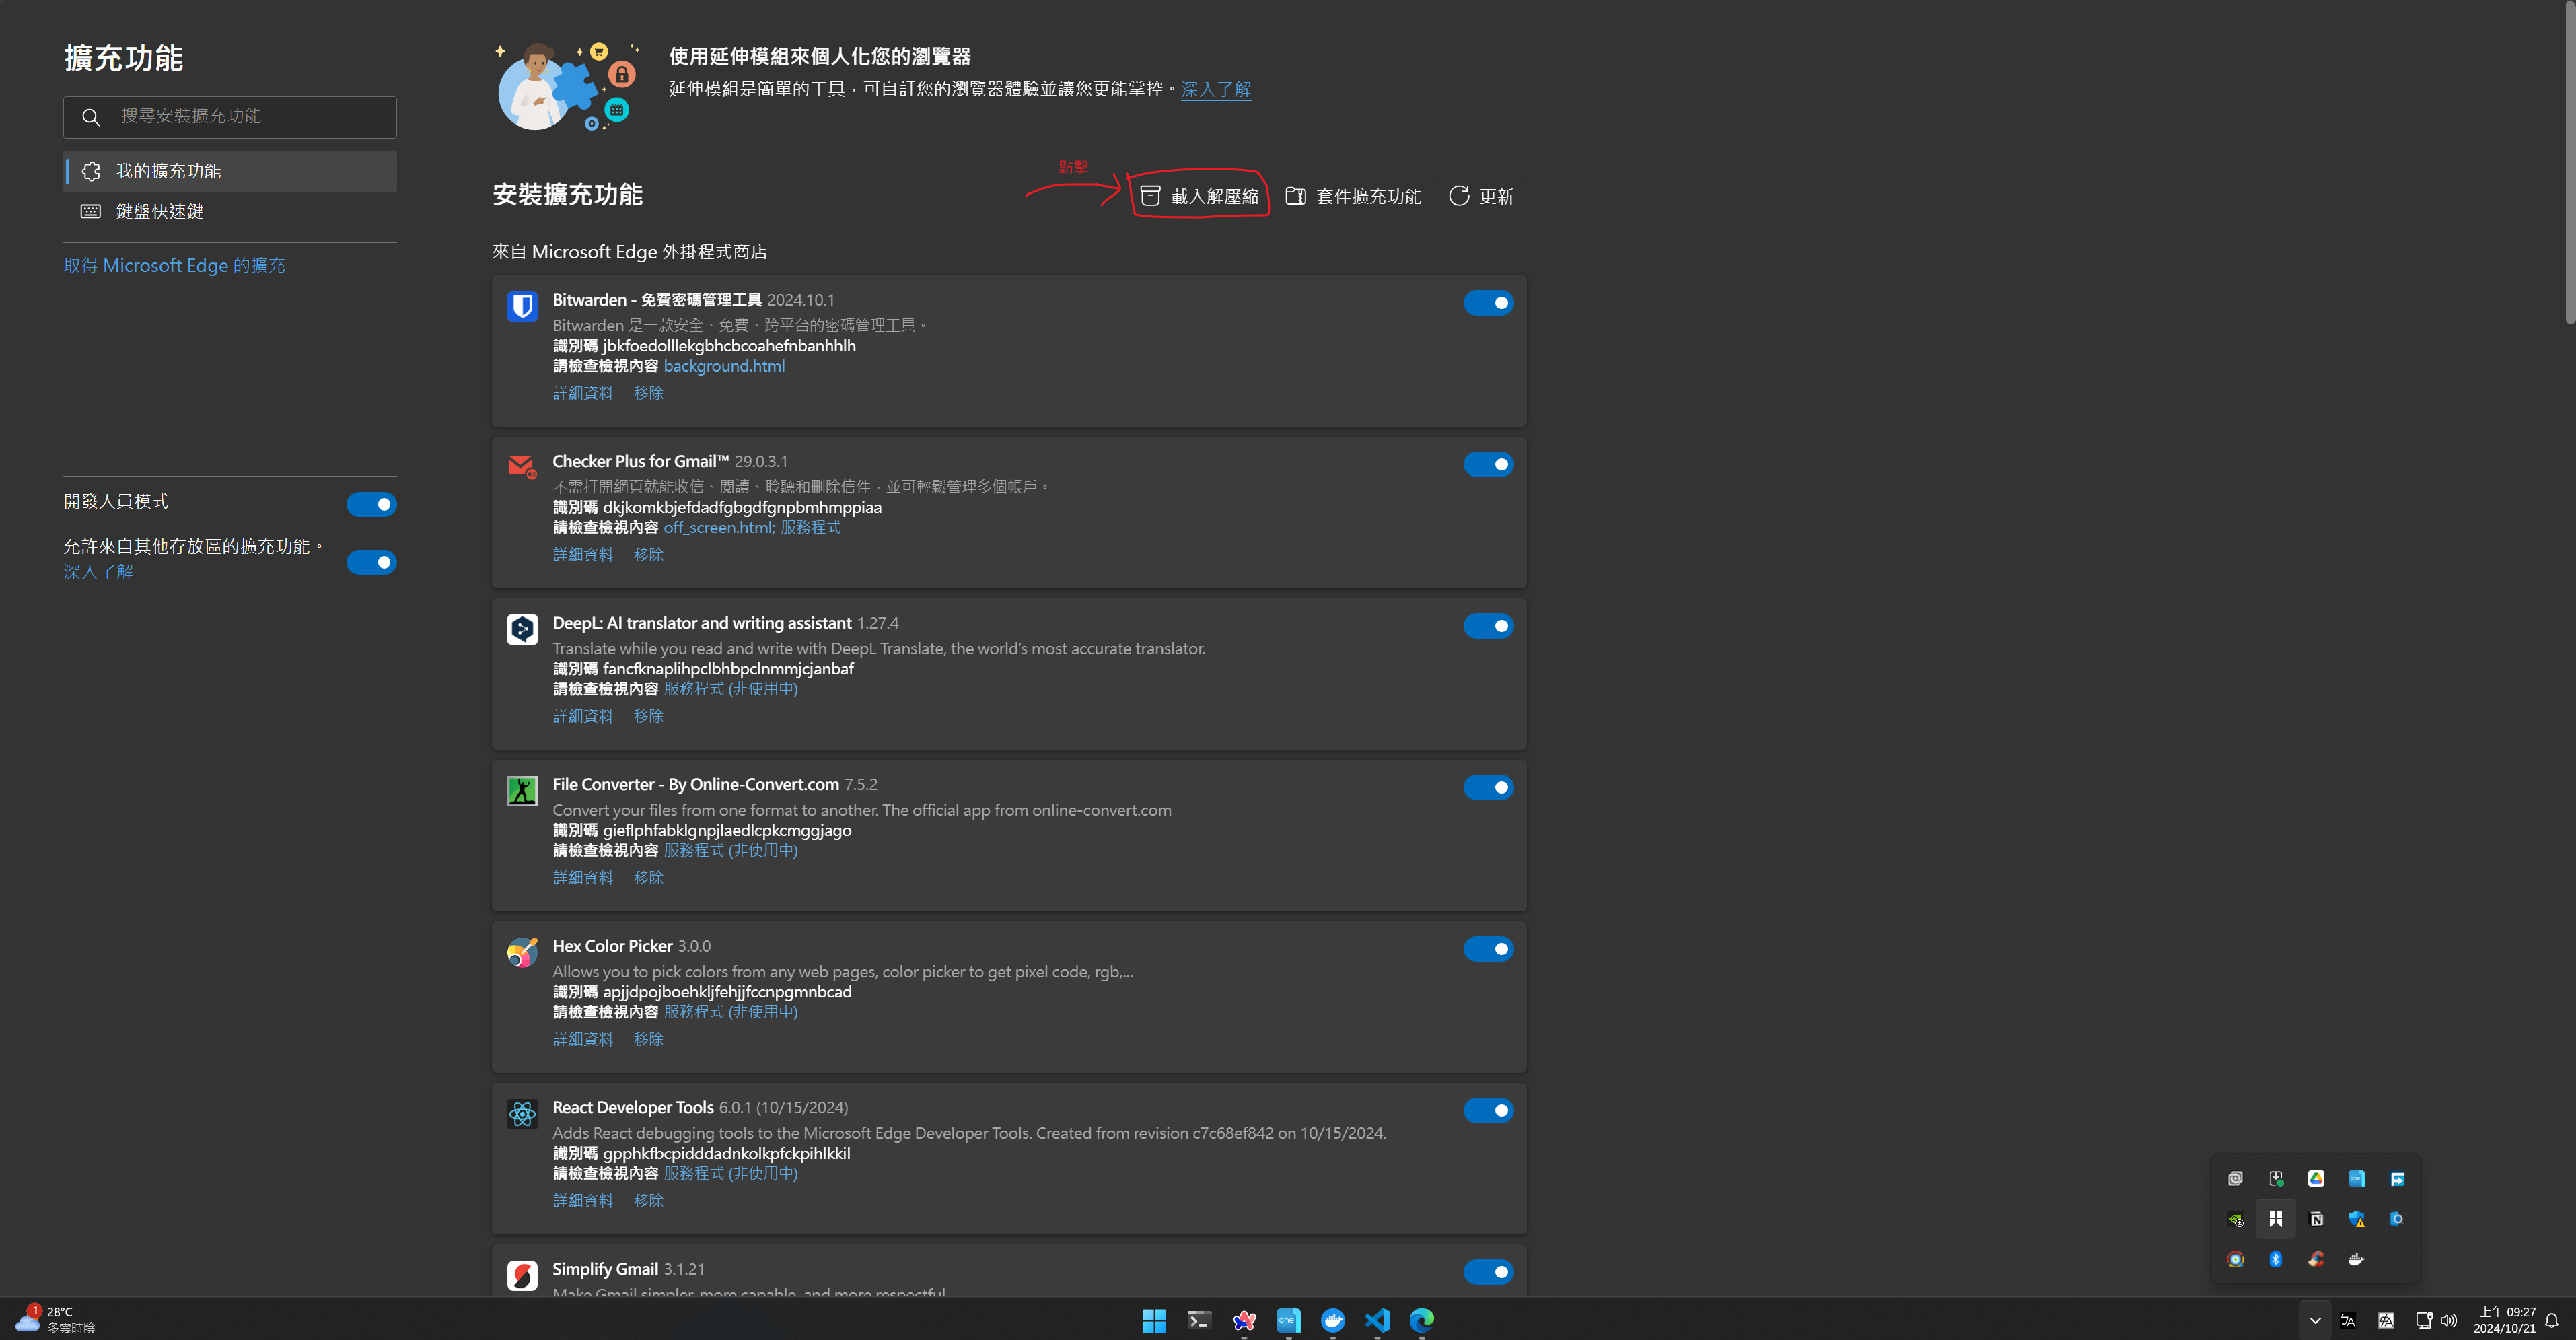 擴充功能
搜尋安裝擴充功能
我的擴充功能
鍵盤快速鍵
取得 Microsoft Edge 的擴充
開發人員模式
允許來自其他存放區的擴充功能。
深入了解
使用延伸模組來個人化您的瀏覽器
延伸模組是簡單的工具，可自訂您的瀏覽器體驗並讓您更能掌控。深入了解
點擊
安裝擴充功能
載入解壓縮
套件擴充功能
更新
來自 Microsoft Edge 外掛程式商店
Bitwarden - 免費密碼管理工具 2024.10.1
Bitwarden 是一款安全、免費、跨平台的密碼管理工具。
識別碼 jbkfoedolllekgbhcbcoahefnbanhhlh
請檢查檢視內容 background.html
詳細資料 移除
Checker Plus for Gmail™ 29.0.3.1
不需打開網頁就能收信、閱讀、聆聽和刪除信件，並可輕鬆管理多個帳戶。
識別碼 dkjkomkbjefdadfgbgdfgnpbmhmppiaa
請檢查檢視內容 off_screen.html; 服務程式
詳細資料 移除
DeepL: AI translator and writing assistant 1.27.4
Translate while you read and write with DeepL Translate, the world’s most accurate translator.
識別碼 fancfknaplihpclbhbpclnmmjcjanbaf
請檢查檢視內容 服務程式 (非使用中)
詳細資料 移除
File Converter - By Online-Convert.com 7.5.2
Convert your files from one format to another. The official app from online-convert.com
識別碼 gieflphfabklgnpjlaedlcpkcmggjago
請檢查檢視內容 服務程式 (非使用中)
詳細資料 移除
Hex Color Picker 3.0.0
Allows you to pick colors from any web pages, color picker to get pixel code, rgb,...
識別碼 apjjdpojboehkljfehjjfccnpgmnbcad
請檢查檢視內容 服務程式 (非使用中)
詳細資料 移除
React Developer Tools 6.0.1 (10/15/2024)
Adds React debugging tools to the Microsoft Edge Developer Tools. Created from revision c7c68ef842 on 10/15/2024.
識別碼 gpphkfbcpidddadnkolkpfckpihlkkil
請檢查檢視內容 服務程式 (非使用中)
詳細資料 移除
Simplify Gmail 3.1.21
Make Gmail simpler, more capable, and more respectful
1
28°C
多雲時陰
one
上午 09:27
2024/10/21